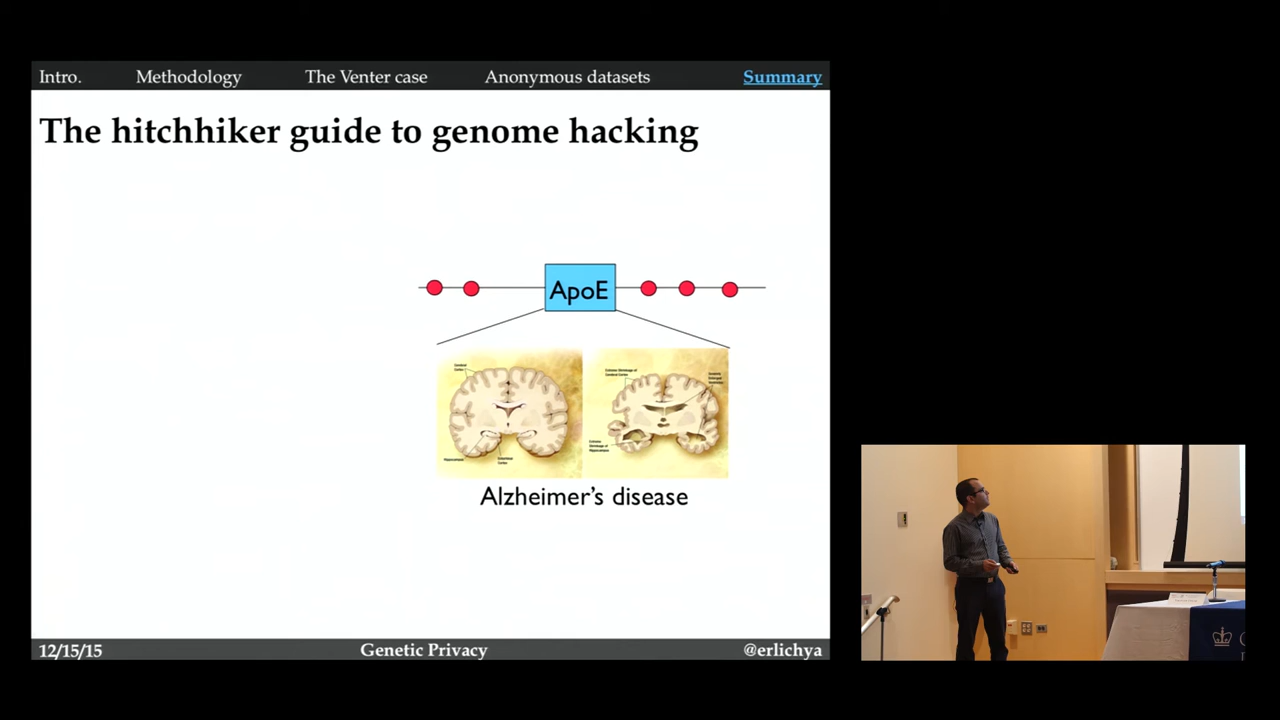 Intro. Methodology The Venter case Anonymous datasets Summary
The hitchhiker guide to genome hacking
ApoE
Alzheimer's disease
12/15/15 Genetic Privacy @erlichya